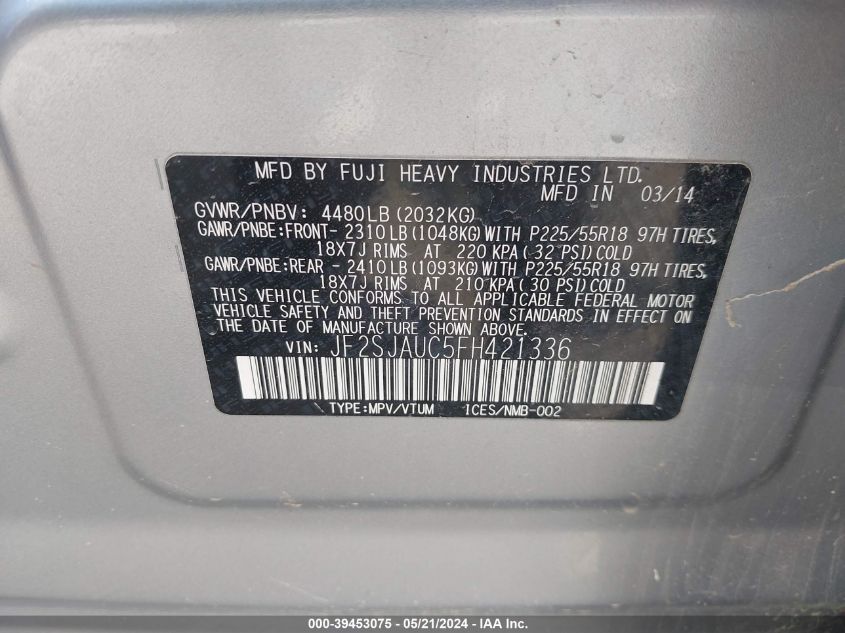 MFD BY FUJI HEAVY INDUSTRIES LTD.
MFD IN 03/14
GVWR/PNBV: 4480LB (2032KG)
GAWR/PNBE:FRONT- 2310LB (1048KG) WITH P225/55R18 97H TIRES,
18X7J RIMS AT 220 KPA ( 32 PSI) COLD
GAWR/PNBE:REAR - 2410LB (1093KG) WITH P225/55R18 97H TIRES,
18X7J RIMS AT 210 KPA ( 30 PSI) COLD
THIS VEHICLE CONFORMS TO ALL APPLICABLE FEDERAL MOTOR
VEHICLE SAFETY AND THEFT PREVENTION STANDARDS IN EFFECT ON
THE DATE OF MANUFACTURE SHOWN ABOVE.
VIN: JF2SJAUC5FH421336
TYPE:MPV/VTUM ICES/NMB-002
000-39453075 - 05/21/2024 - IAA Inc.